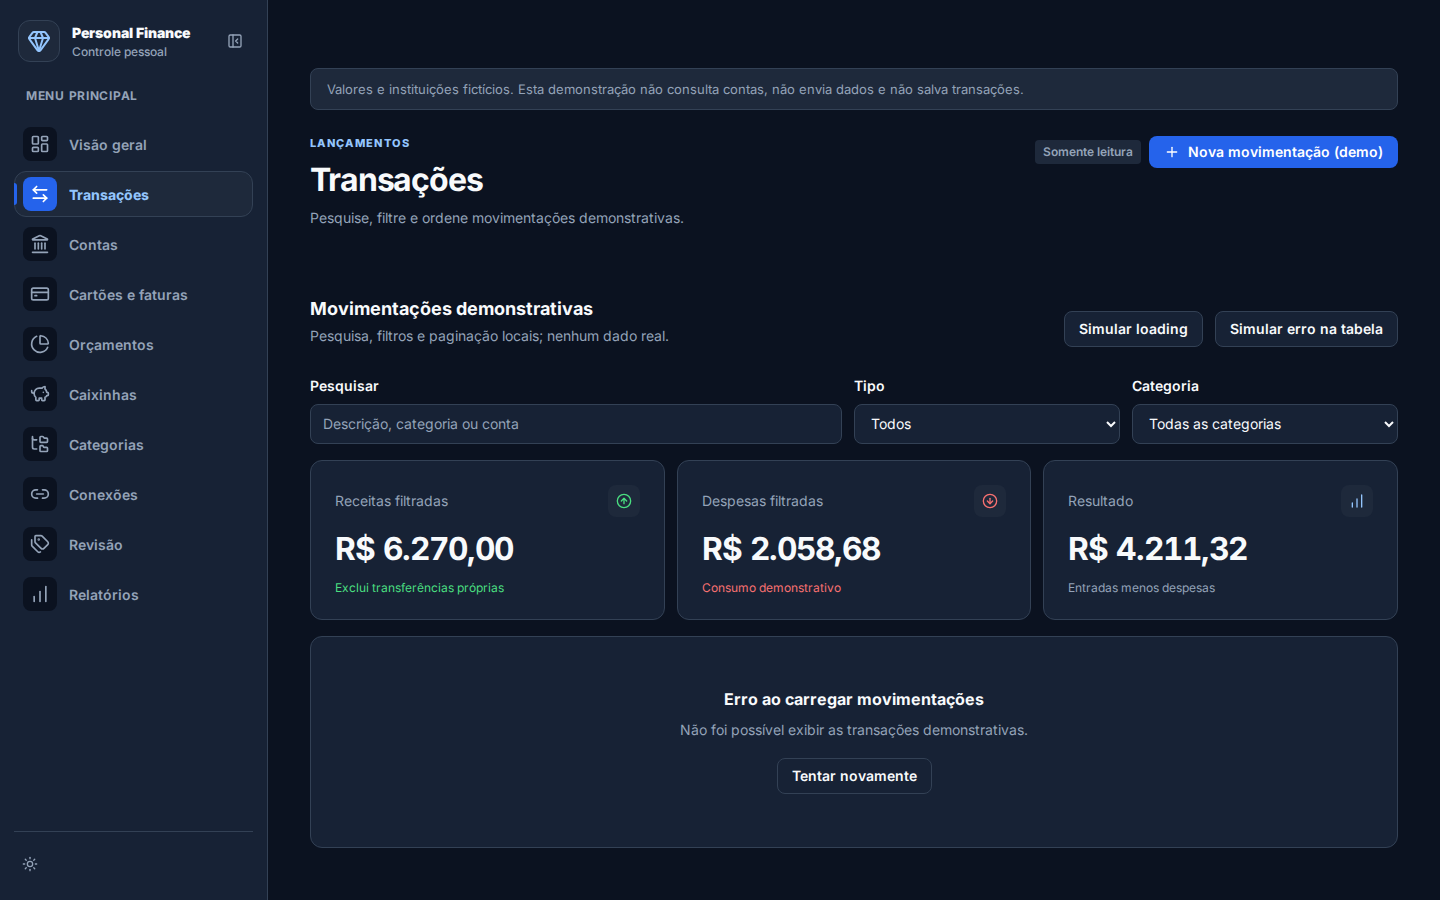 Personal Finance
Controle pessoal
MENU PRINCIPAL
Visão geral
Transações
Contas
Cartões e faturas
Orçamentos
Caixinhas
Categorias
Conexões
Revisão
Relatórios
Valores e instituições fictícios. Esta demonstração não consulta contas, não envia dados e não salva transações.
LANÇAMENTOS
Transações
Pesquise, filtre e ordene movimentações demonstrativas.
Somente leitura
Nova movimentação (demo)
Movimentações demonstrativas
Pesquisa, filtros e paginação locais; nenhum dado real.
Simular loading
Simular erro na tabela
Pesquisar
Descrição, categoria ou conta
Tipo
Todos
Categoria
Todas as categorias
Receitas filtradas
R$ 6.270,00
Exclui transferências próprias
Despesas filtradas
R$ 2.058,68
Consumo demonstrativo
Resultado
R$ 4.211,32
Entradas menos despesas
Erro ao carregar movimentações
Não foi possível exibir as transações demonstrativas.
Tentar novamente